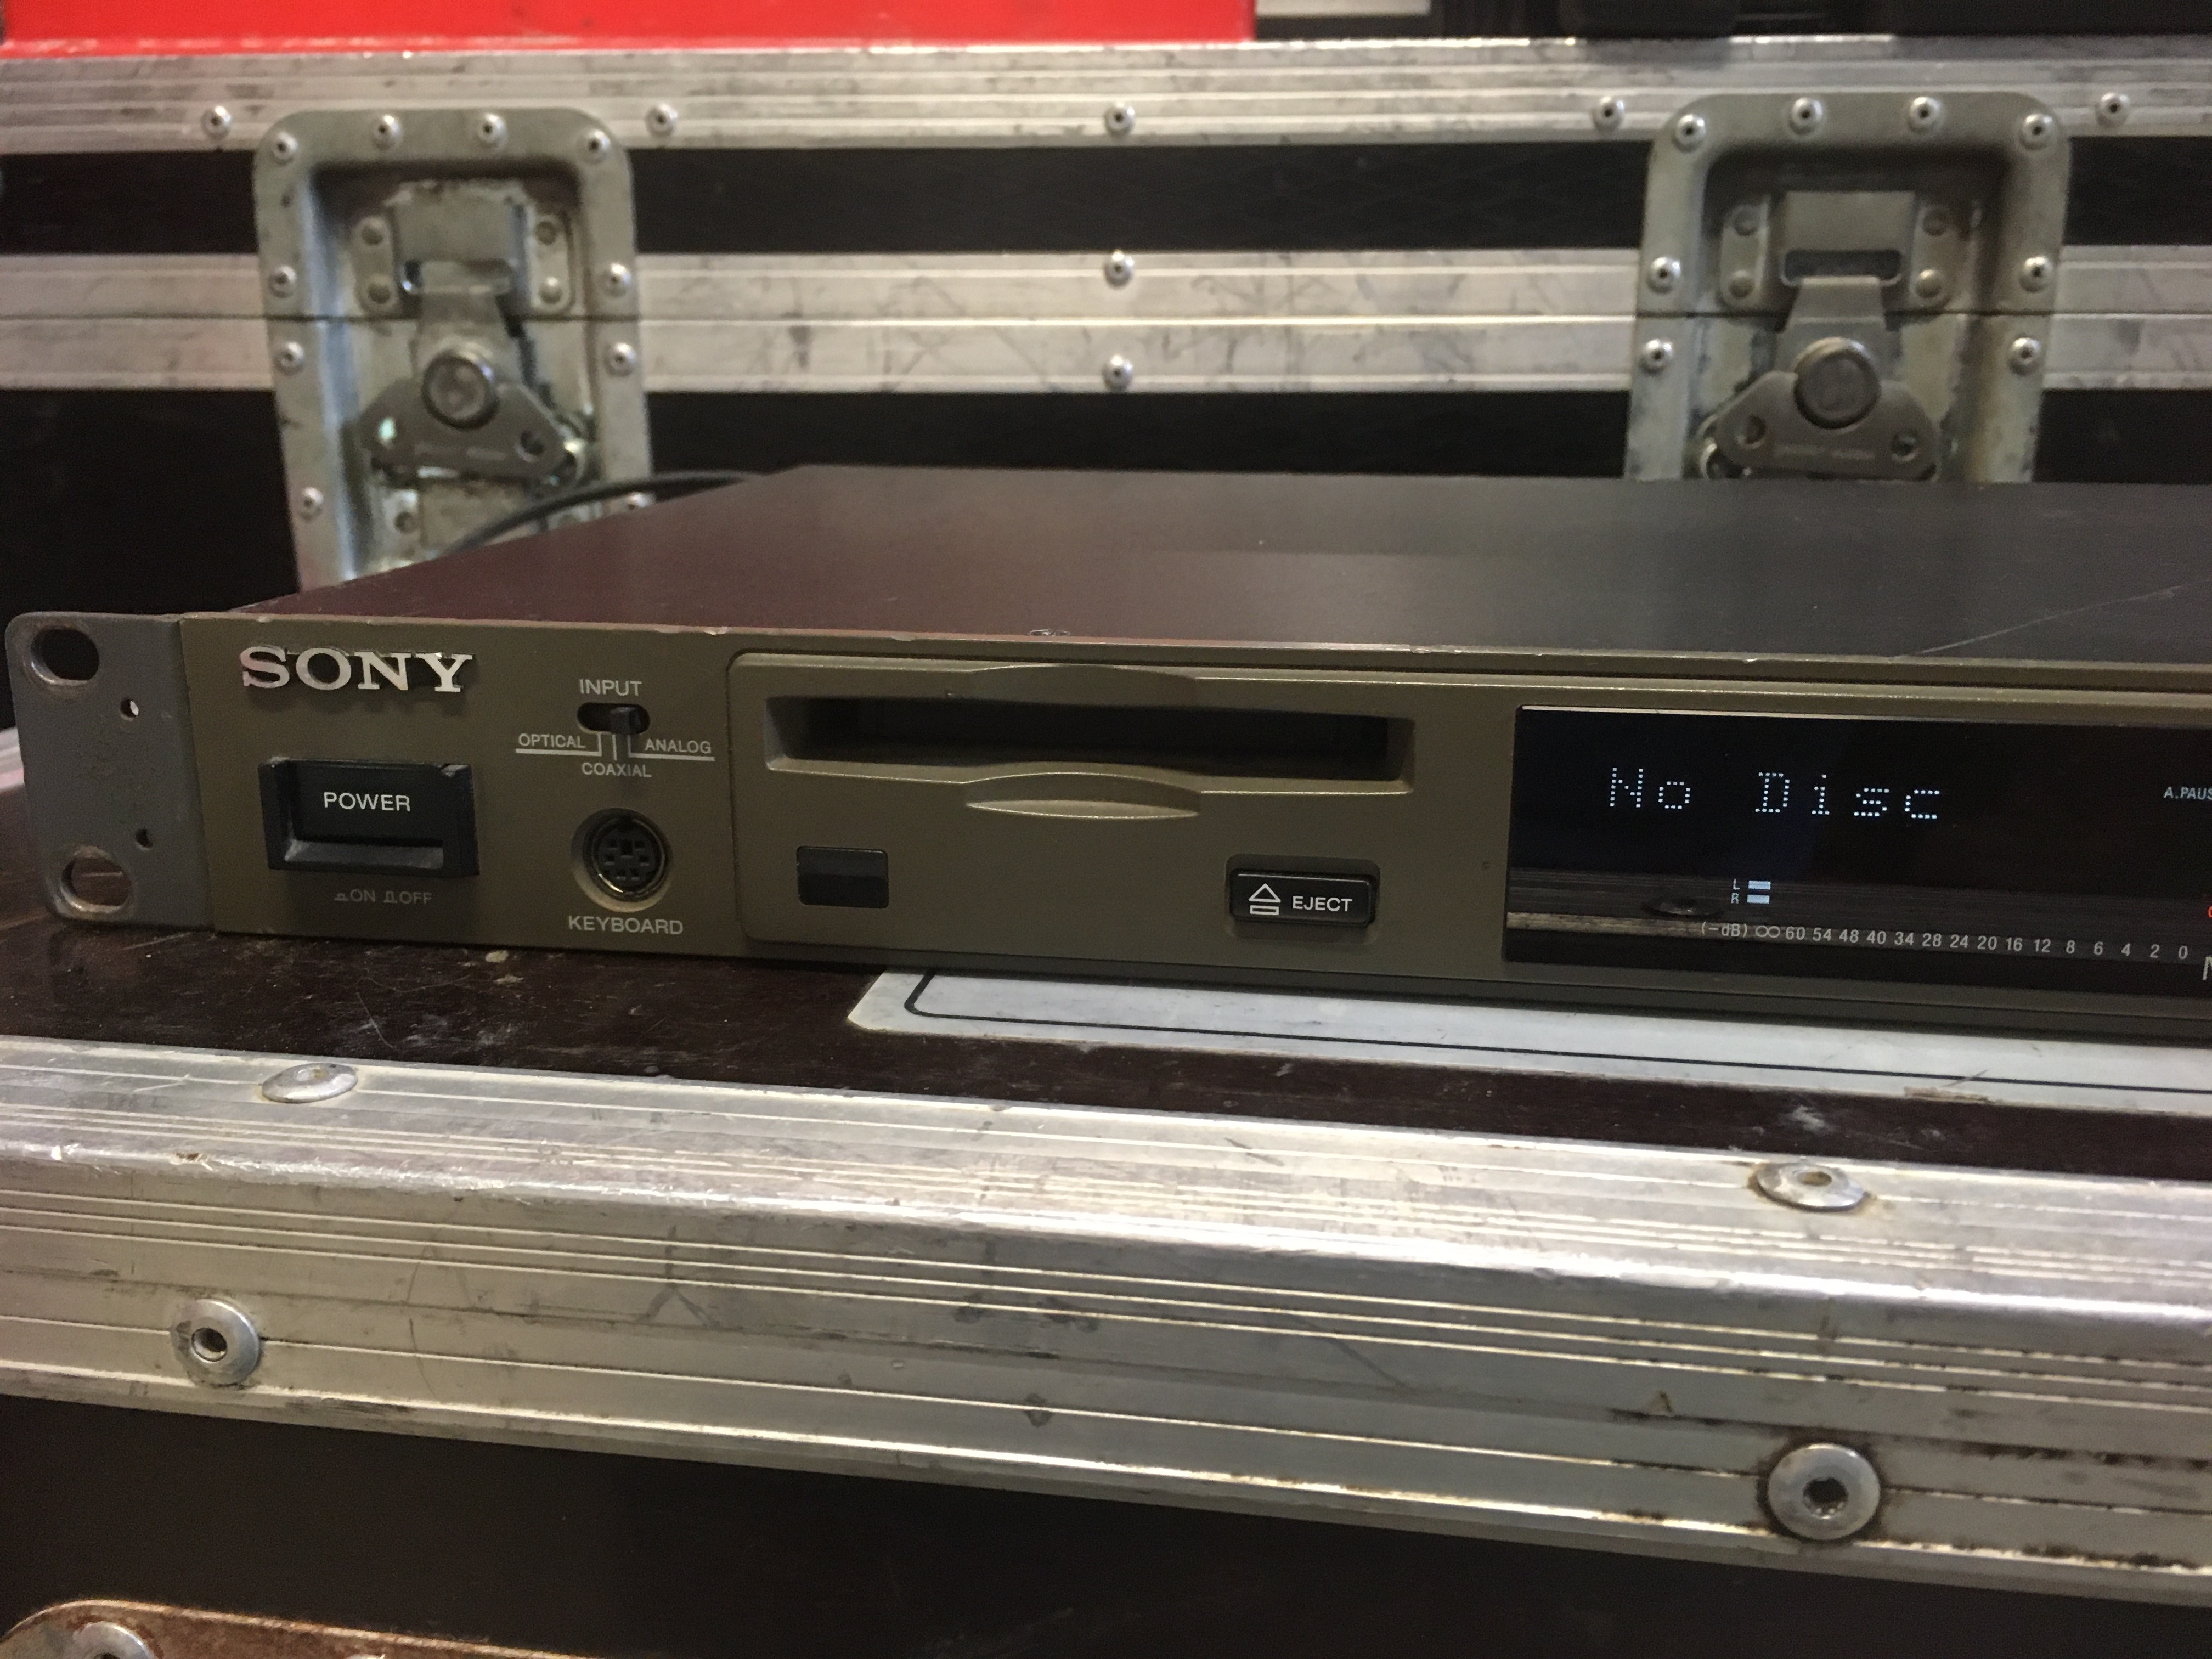 SONY
INPUT
OPTICAL ANALOG
COAXIAL
POWER
ON OFF
KEYBOARD
EJECT
No Disc
A.PAUS
L
R
(-dB) ∞ 60 54 48 40 34 28 24 20 16 12 8 6 4 2 0